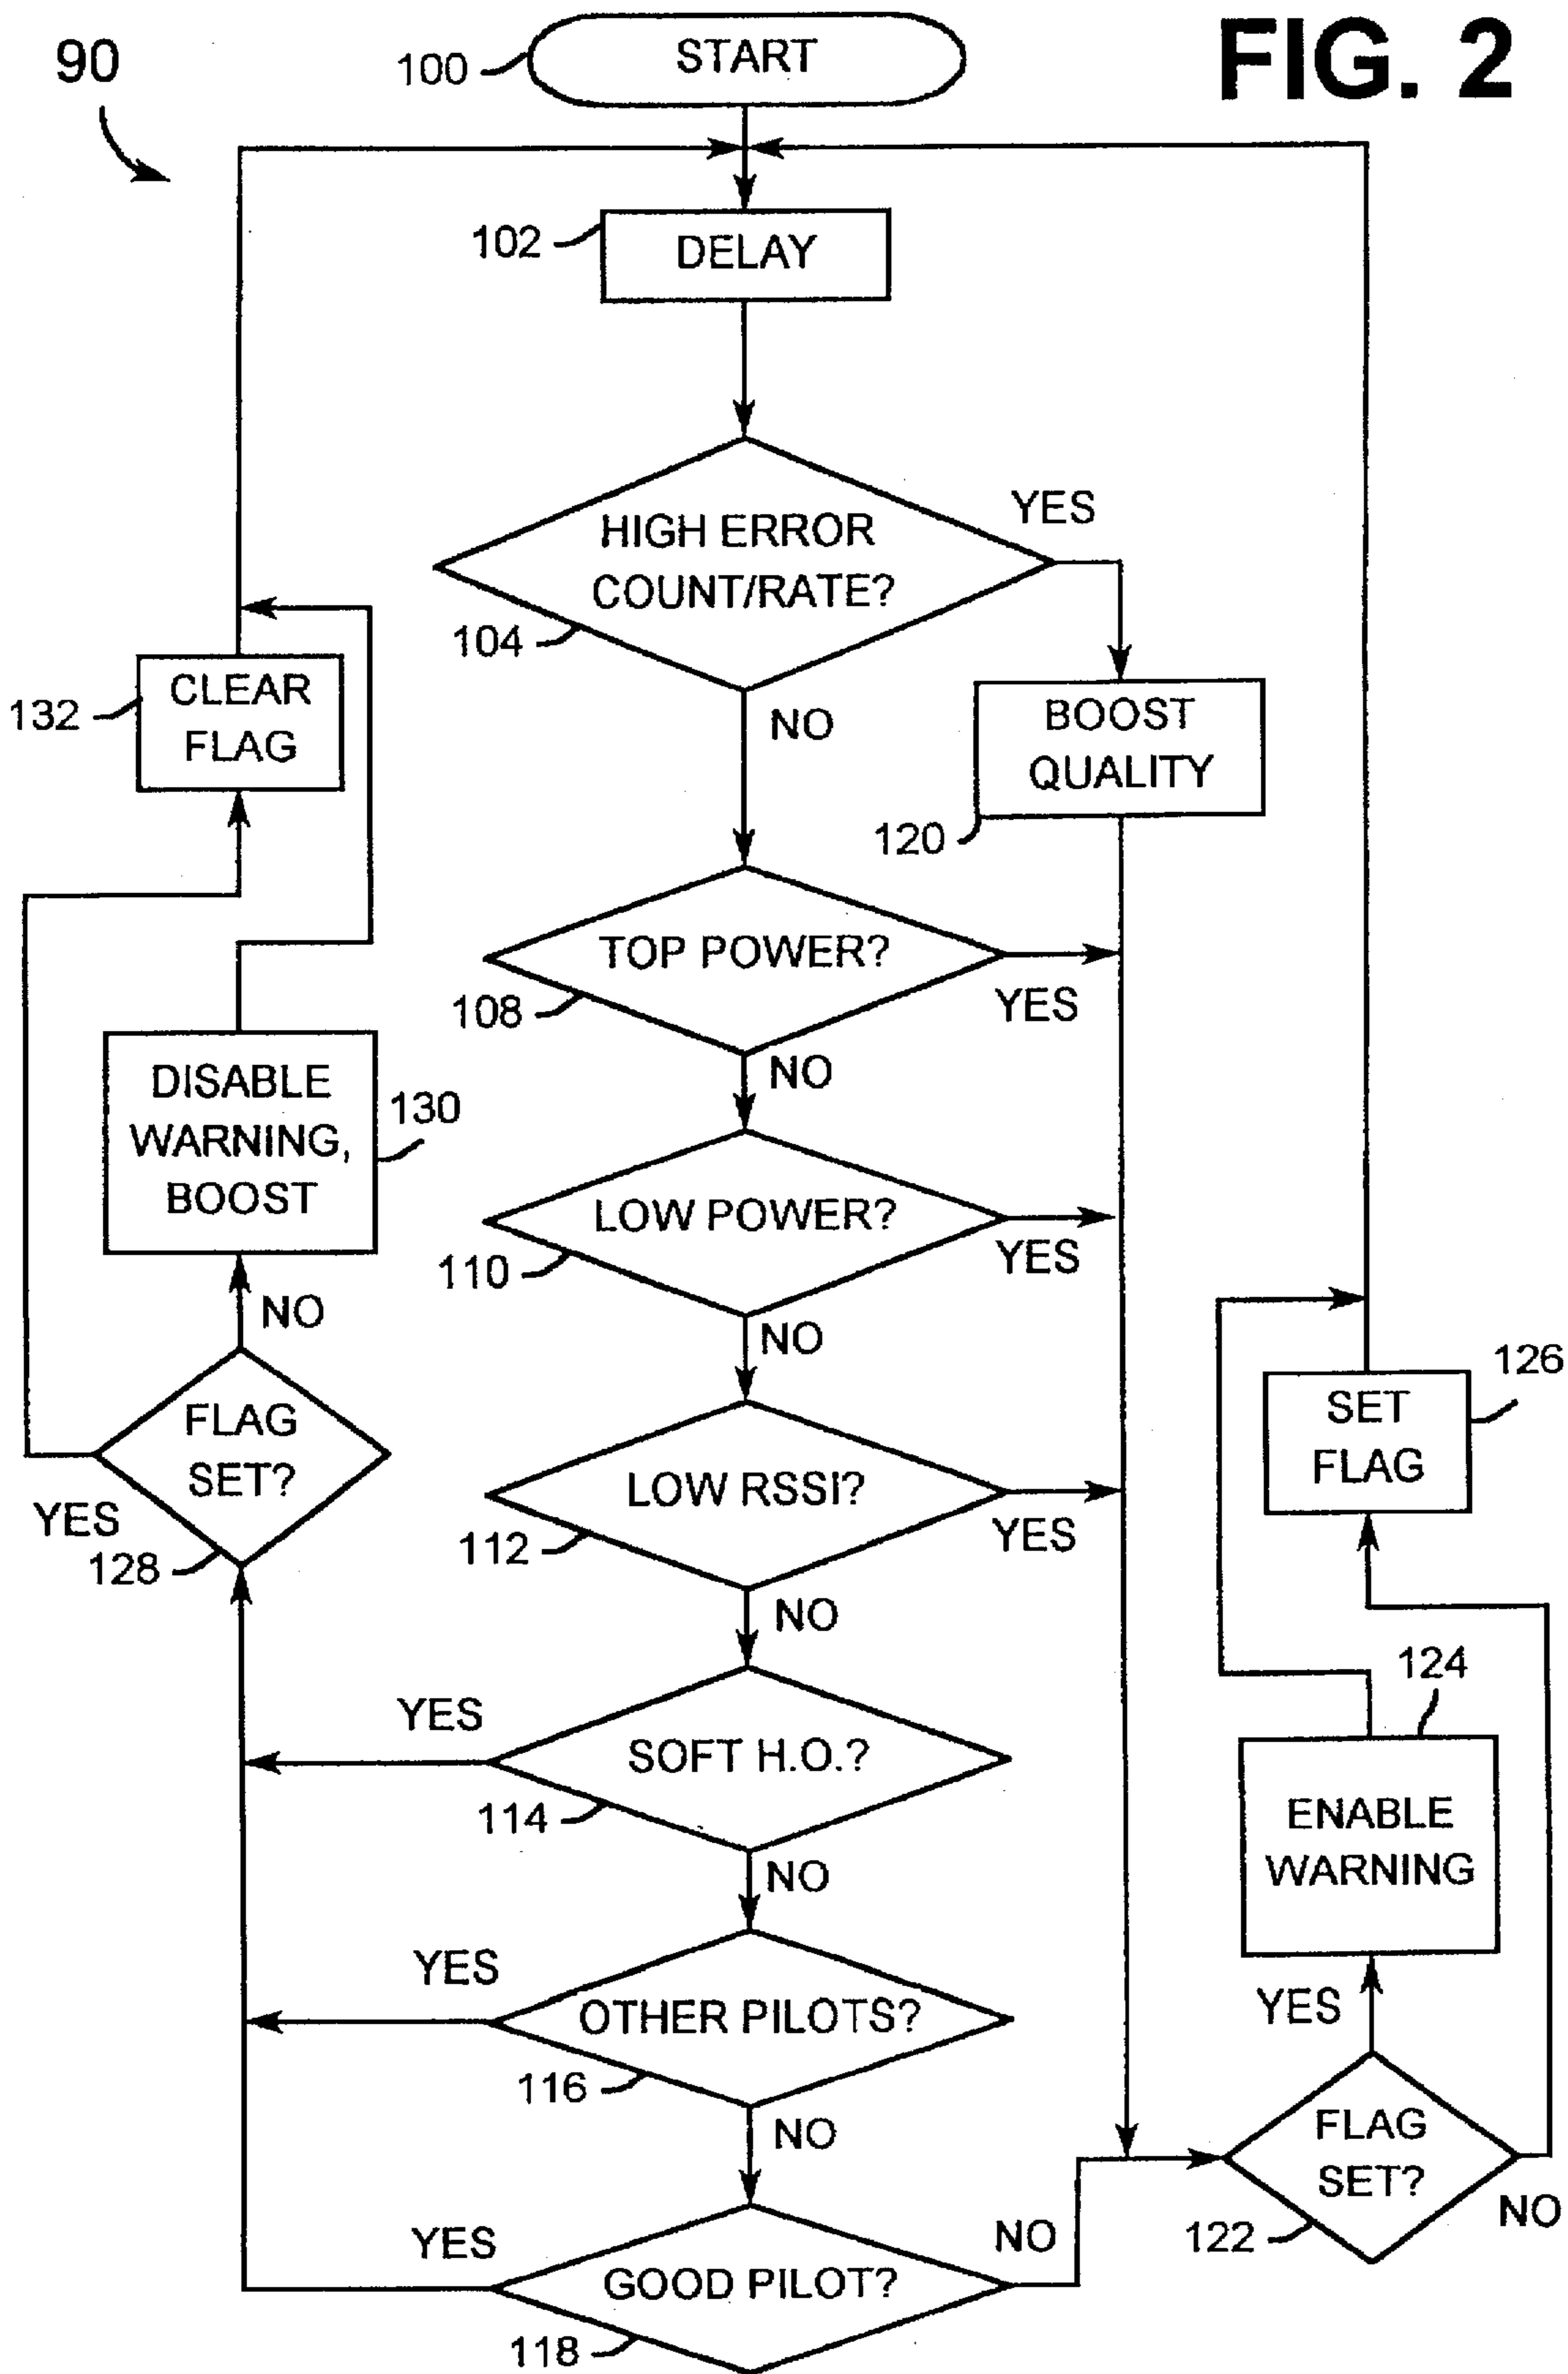 FIG. 2
90
100
START
102
DELAY
HIGH ERROR
COUNT/RATE?
YES
104
NO
132
CLEAR
FLAG
BOOST
QUALITY
120
TOP POWER?
108
YES
NO
DISABLE
WARNING,
BOOST
130
LOW POWER?
110
YES
NO
NO
FLAG
SET?
YES
128
LOW RSSI?
112
YES
NO
126
SET
FLAG
YES
SOFT H.O.?
114
NO
124
ENABLE
WARNING
YES
OTHER PILOTS?
116
NO
YES
FLAG
SET?
122
NO
YES
GOOD PILOT?
NO
118